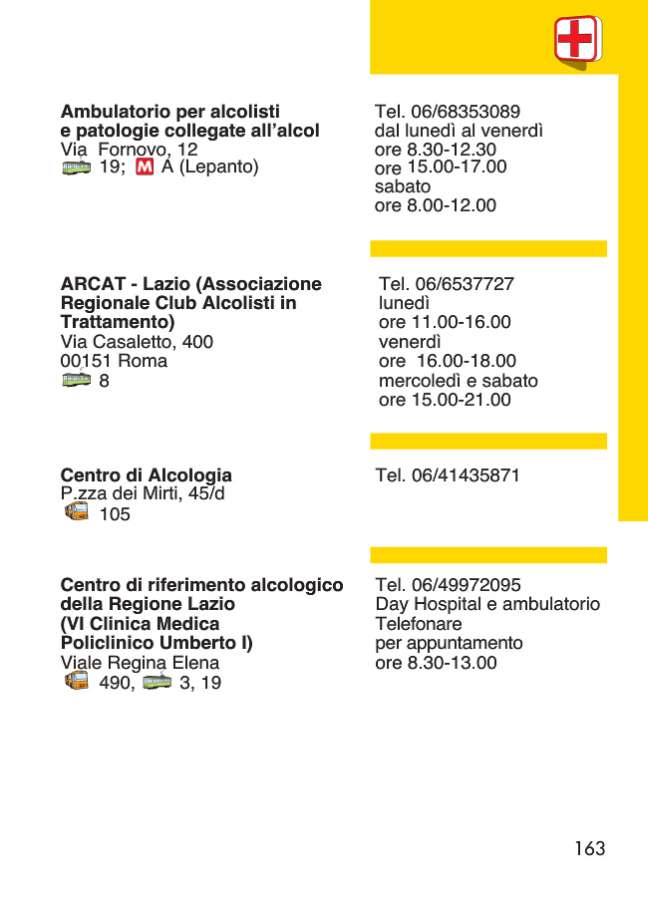 Ambulatorio per alcolisti
e patologie collegate all'alcol
Via Fornovo, 12
19; M A (Lepanto)
Tel. 06/68353089
dal lunedì al venerdì
ore 8.30-12.30
ore 15.00-17.00
sabato
ore 8.00-12.00
ARCAT - Lazio (Associazione
Regionale Club Alcolisti in
Trattamento)
Via Casaletto, 400
00151 Roma
8
Tel. 06/6537727
lunedì
ore 11.00-16.00
venerdì
ore 16.00-18.00
mercoledì e sabato
ore 15.00-21.00
Centro di Alcologia
P.zza dei Mirti, 45/d
105
Tel. 06/41435871
Centro di riferimento alcologico
della Regione Lazio
(VI Clinica Medica
Policlinico Umberto I)
Viale Regina Elena
490, 3, 19
Tel. 06/49972095
Day Hospital e ambulatorio
Telefonare
per appuntamento
ore 8.30-13.00
163